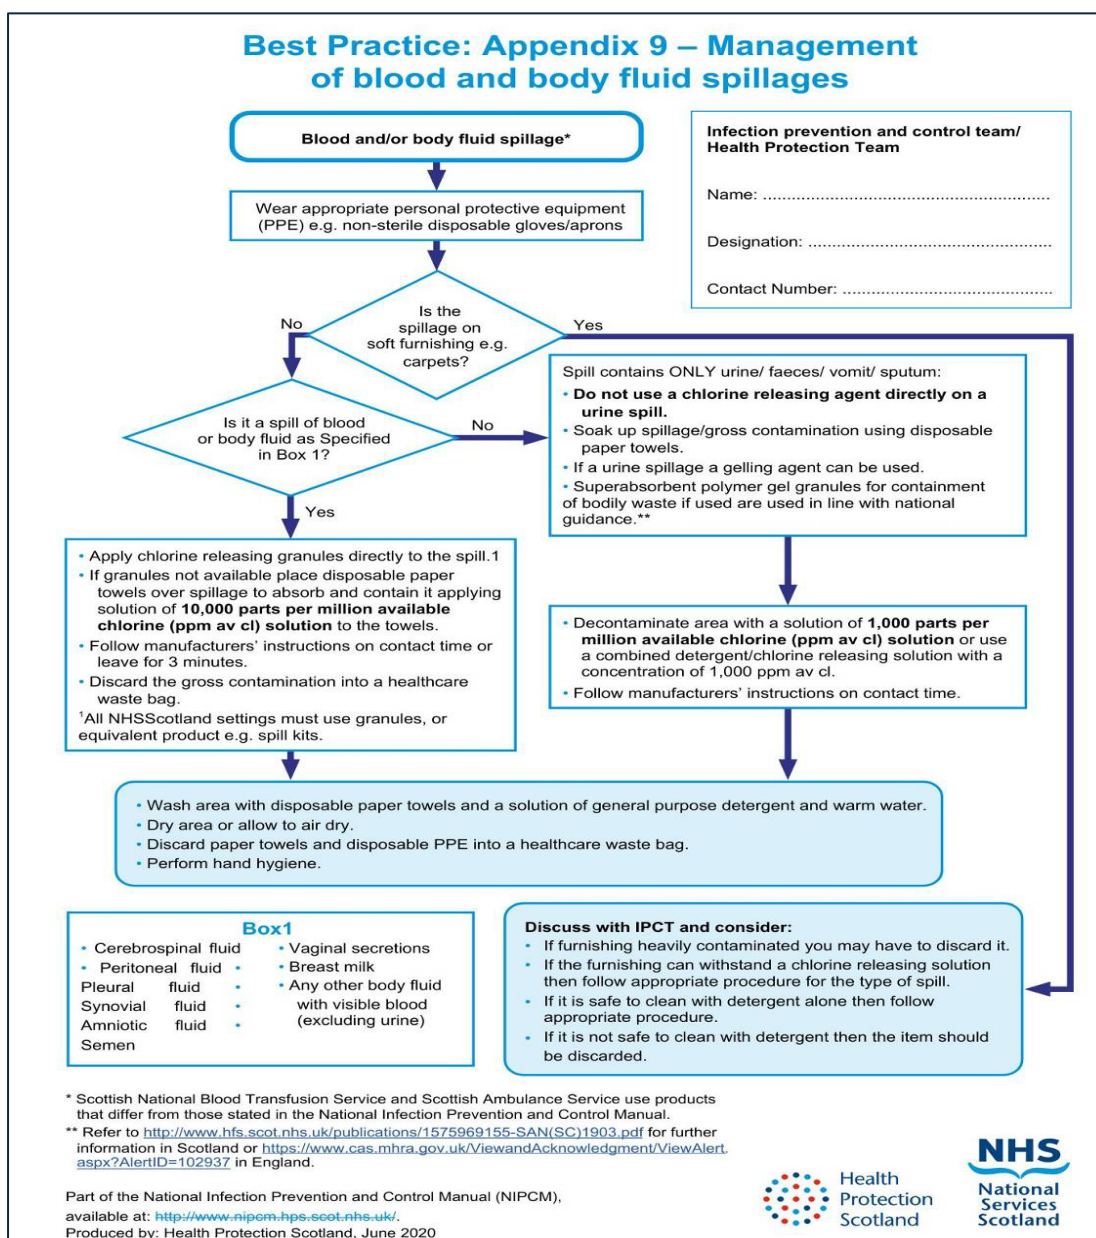 Best Practice: Appendix 9 – Management
of blood and body fluid spillages
Blood and/or body fluid spillage*
Infection prevention and control team/
Health Protection Team
Name: ............................................................
Designation: ...................................................
Contact Number: ............................................
Wear appropriate personal protective equipment
(PPE) e.g. non-sterile disposable gloves/aprons
Is the
spillage on
soft furnishing e.g.
carpets?
No
Yes
Is it a spill of blood
or body fluid as Specified
in Box 1?
No
Yes
Spill contains ONLY urine/ faeces/ vomit/ sputum:
• Do not use a chlorine releasing agent directly on a
urine spill.
• Soak up spillage/gross contamination using disposable
paper towels.
• If a urine spillage a gelling agent can be used.
• Superabsorbent polymer gel granules for containment
of bodily waste if used are used in line with national
guidance.**
• Apply chlorine releasing granules directly to the spill.1
• If granules not available place disposable paper
towels over spillage to absorb and contain it applying
solution of 10,000 parts per million available
chlorine (ppm av cl) solution to the towels.
• Follow manufacturers' instructions on contact time or
leave for 3 minutes.
• Discard the gross contamination into a healthcare
waste bag.
¹All NHSScotland settings must use granules, or
equivalent product e.g. spill kits.
• Decontaminate area with a solution of 1,000 parts per
million available chlorine (ppm av cl) solution or use
a combined detergent/chlorine releasing solution with a
concentration of 1,000 ppm av cl.
• Follow manufacturers' instructions on contact time.
• Wash area with disposable paper towels and a solution of general purpose detergent and warm water.
• Dry area or allow to air dry.
• Discard paper towels and disposable PPE into a healthcare waste bag.
• Perform hand hygiene.
Box1
• Cerebrospinal fluid
• Peritoneal fluid •
Pleural fluid •
Synovial fluid •
Amniotic fluid •
Semen
• Vaginal secretions
• Breast milk
• Any other body fluid
with visible blood
(excluding urine)
Discuss with IPCT and consider:
• If furnishing heavily contaminated you may have to discard it.
• If the furnishing can withstand a chlorine releasing solution
then follow appropriate procedure for the type of spill.
• If it is safe to clean with detergent alone then follow
appropriate procedure.
• If it is not safe to clean with detergent then the item should
be discarded.
* Scottish National Blood Transfusion Service and Scottish Ambulance Service use products
that differ from those stated in the National Infection Prevention and Control Manual.
** Refer to http://www.hfs.scot.nhs.uk/publications/1575969155-SAN(SC)1903.pdf for further
information in Scotland or https://www.cas.mhra.gov.uk/ViewandAcknowledgment/ViewAlert.
aspx?AlertID=102937 in England.
Part of the National Infection Prevention and Control Manual (NIPCM),
available at: http://www.nipcm.hps.scot.nhs.uk/.
Produced by: Health Protection Scotland, June 2020
Health
Protection
Scotland
NHS
National
Services
Scotland